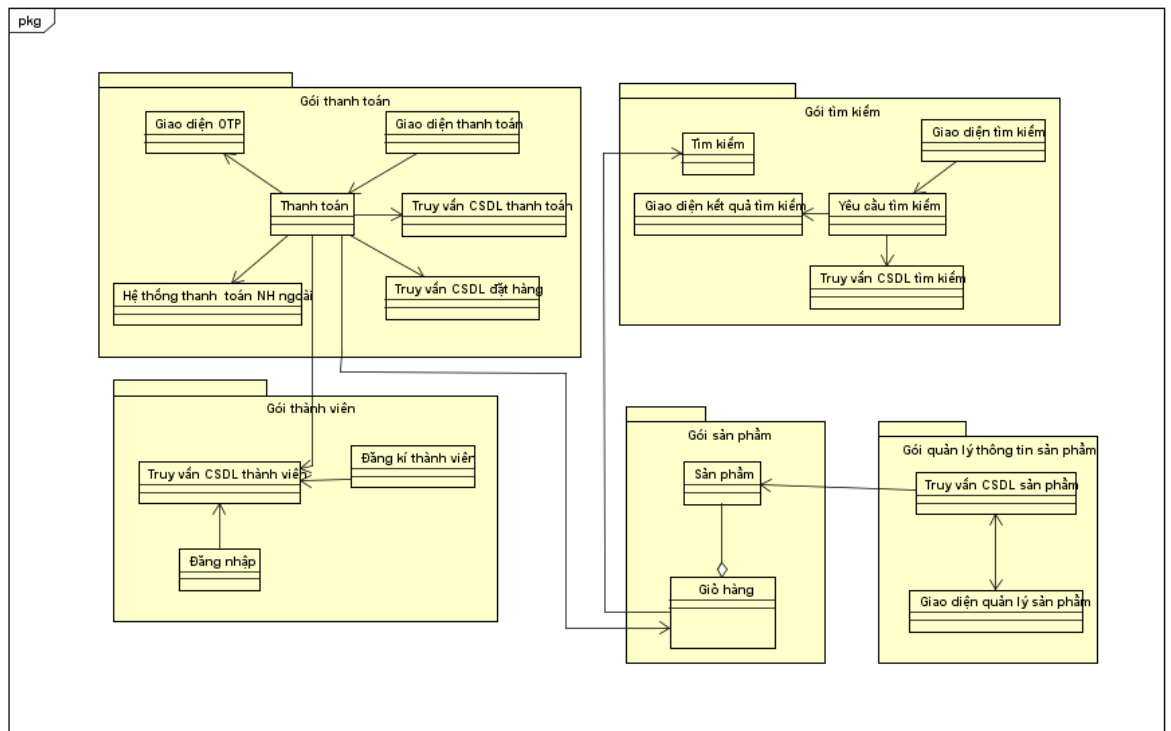 pkg
Gói thanh toán
Giao diện OTP
Giao diện thanh toán
Thanh toán
Truy vấn CSDL thanh toán
Hệ thống thanh toán NH ngoài
Truy vấn CSDL đặt hàng
Gói tìm kiếm
Tìm kiếm
Giao diện tìm kiếm
Giao diện kết quả tìm kiếm
Yêu cầu tìm kiếm
Truy vấn CSDL tìm kiếm
Gói thành viên
Truy vấn CSDL thành viên
Đăng kí thành viên
Đăng nhập
Gói sản phẩm
Sản phẩm
Giỏ hàng
Gói quản lý thông tin sản phẩm
Truy vấn CSDL sản phẩm
Giao diện quản lý sản phẩm